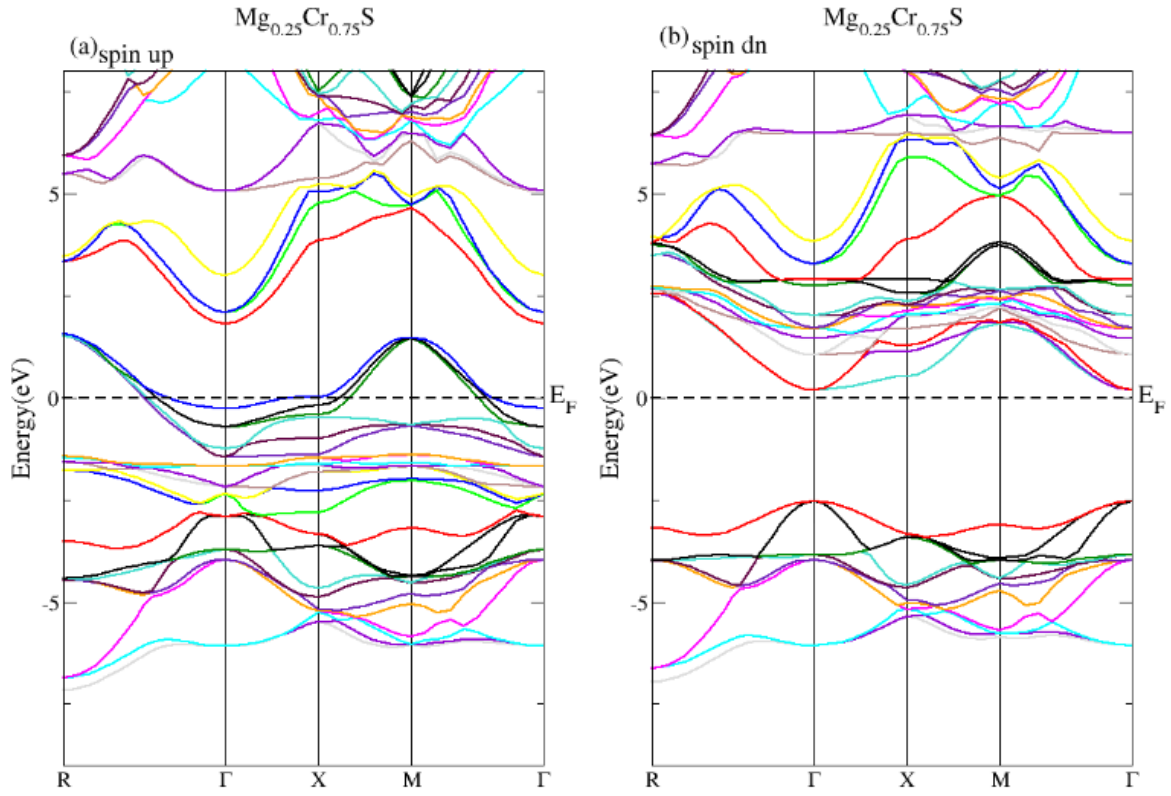 Mg0.25Cr0.75S
(a)spin up
5
0
-5
Energy(eV)
EF
R Γ X M Γ
Mg0.25Cr0.75S
(b)spin dn
5
0
-5
Energy(eV)
EF
R Γ X M Γ